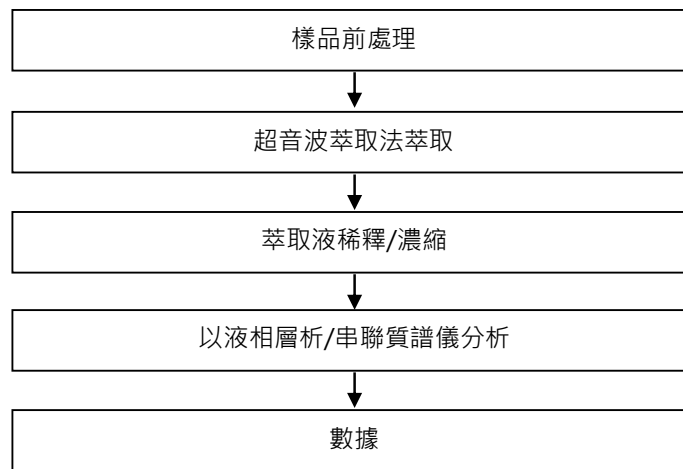 樣品前處理
超音波萃取法萃取
萃取液稀釋/濃縮
以液相層析/串聯質譜儀分析
數據